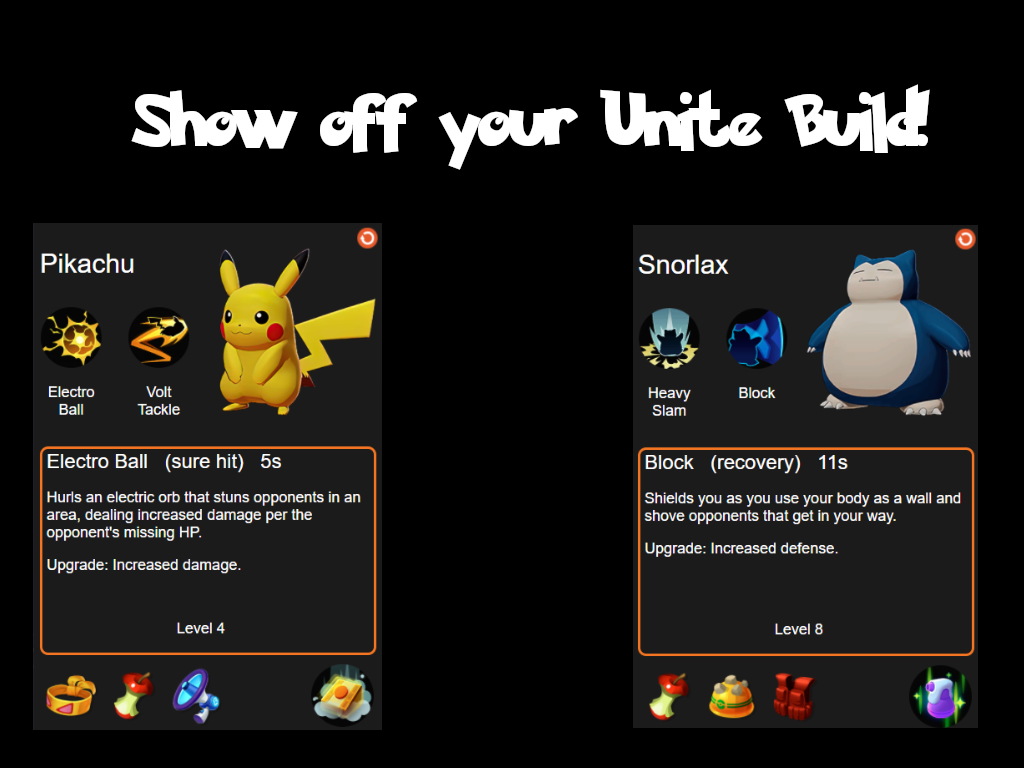 Show off your Unite Build!
Pikachu
Electro
Ball
Volt
Tackle
Electro Ball (sure hit) 5s
Hurls an electric orb that stuns opponents in an
area, dealing increased damage per the
opponent's missing HP.
Upgrade: Increased damage.
Level 4
Snorlax
Heavy
Slam
Block
Block (recovery) 11s
Shields you as you use your body as a wall and
shove opponents that get in your way.
Upgrade: Increased defense.
Level 8